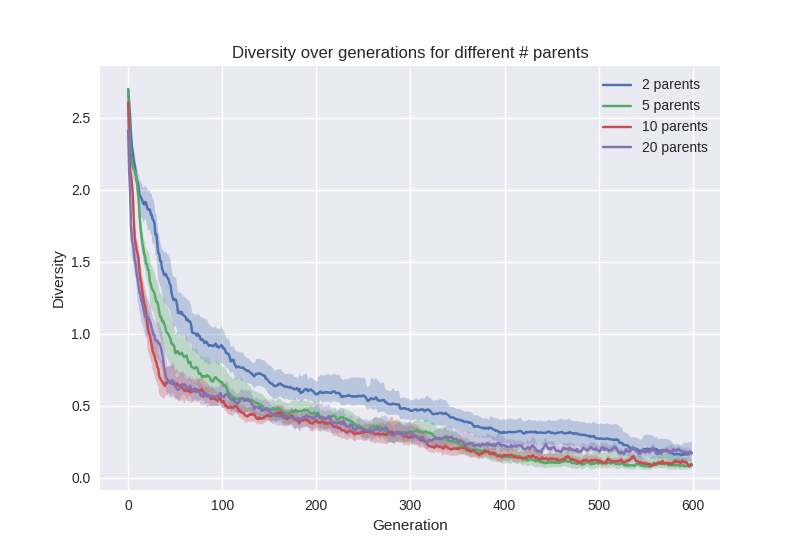 Diversity over generations for different # parents
2 parents
5 parents
10 parents
20 parents
2.5
2.0
1.5
1.0
0.5
0.0
Diversity
0 100 200 300 400 500 600
Generation